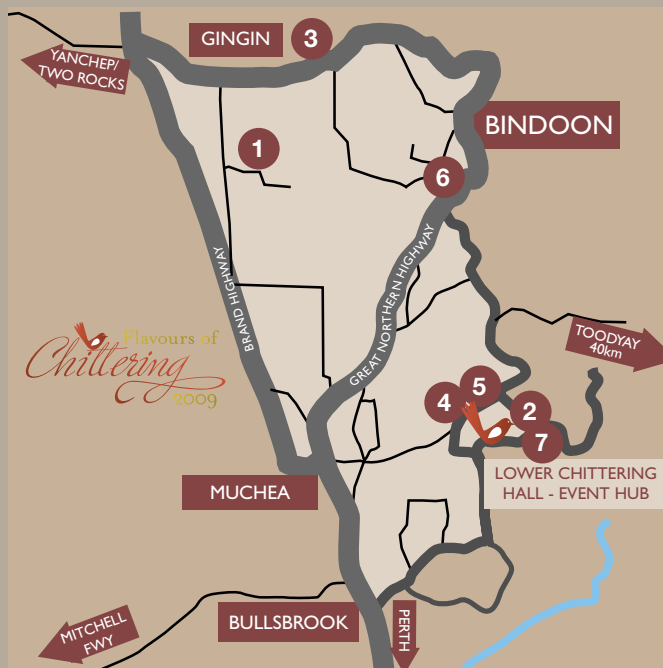 GINGIN
3
YANCHEP/
TWO ROCKS
BINDOON
1
6
BRAND HIGHWAY
GREAT NORTHERN HIGHWAY
Flavours of
Chittering
2009
TOODYAY
40km
5
4
2
7
LOWER CHITTERING
HALL - EVENT HUB
MUCHEA
BULLSBROOK
PERTH
MITCHELL
FWY